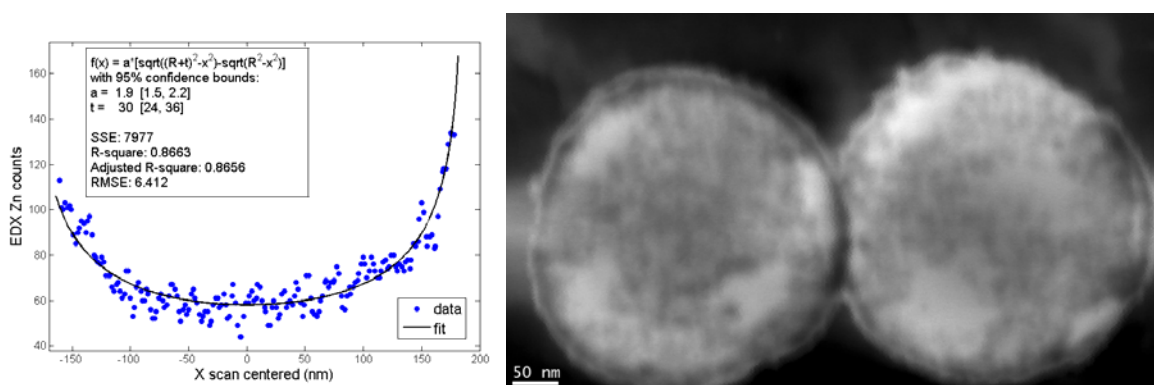 f(x) = a*[sqrt((R+t)²-x²)-sqrt(R²-x²)]
with 95% confidence bounds:
a = 1.9 [1.5, 2.2]
t = 30 [24, 36]
SSE: 7977
R-square: 0.8663
Adjusted R-square: 0.8656
RMSE: 6.412
EDX Zn counts
160
140
120
100
80
60
40
data
fit
-150 -100 -50 0 50 100 150 200
X scan centered (nm)
50 nm